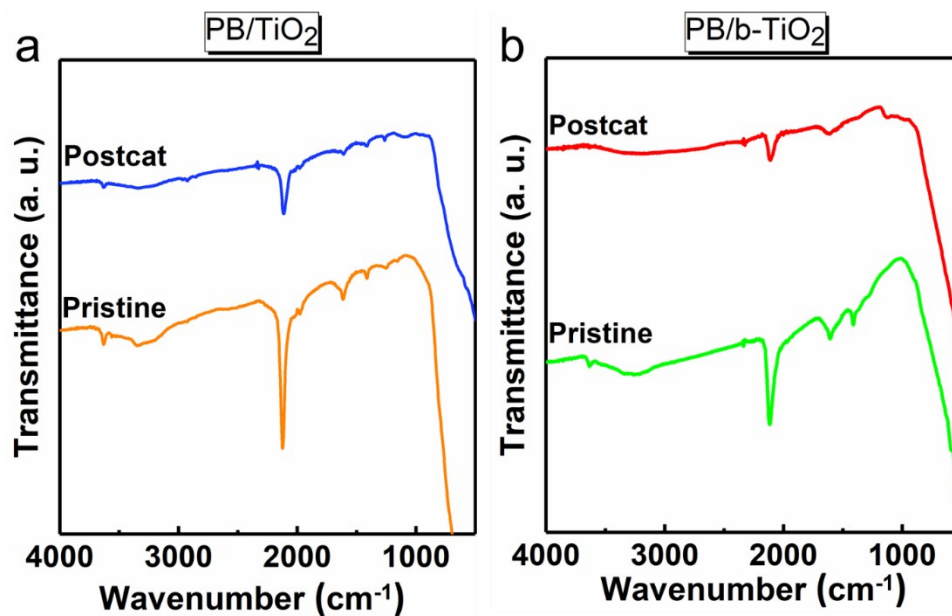 a
PB/TiO₂
Transmittance (a. u.)
Postcat
Pristine
4000 3000 2000 1000
Wavenumber (cm⁻¹)
b
PB/b-TiO₂
Transmittance (a. u.)
Postcat
Pristine
4000 3000 2000 1000
Wavenumber (cm⁻¹)